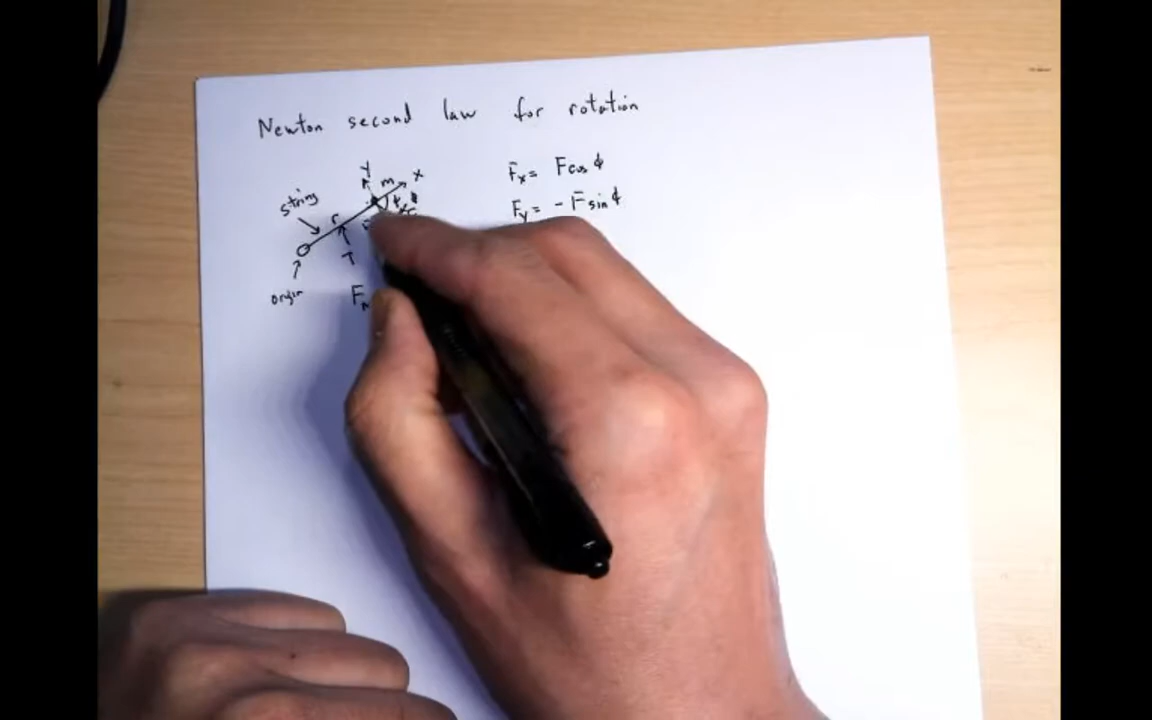 Newton second law for rotation
y
m
x
Fx = F cos ϕ
string
r
Fy = - F sin ϕ
T
origin
F